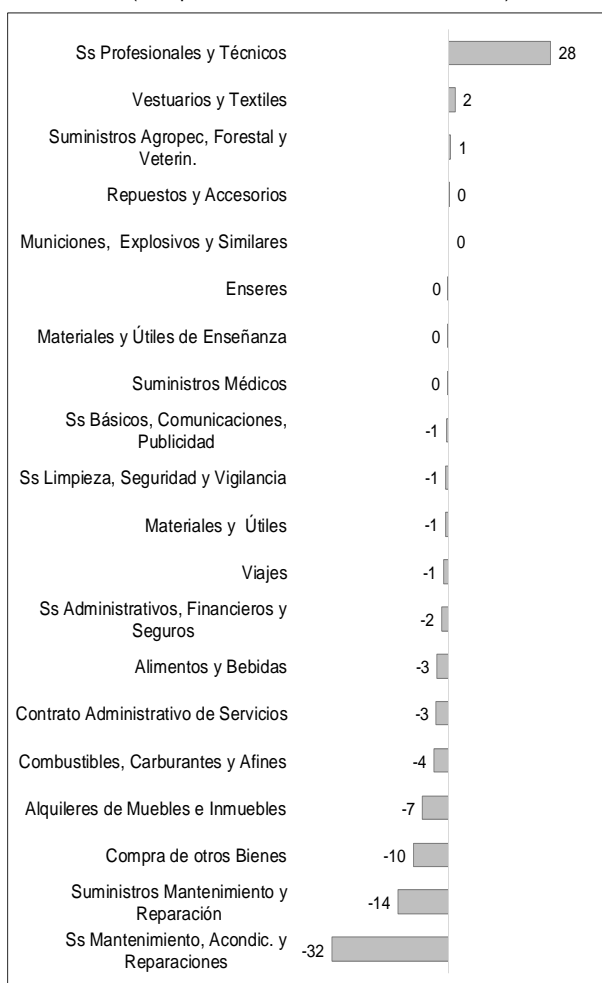 Ss Profesionales y Técnicos 28
Vestuarios y Textiles 2
Suministros Agropec, Forestal y
Veterin. 1
Repuestos y Accesorios 0
Municiones, Explosivos y Similares 0
Enseres 0
Materiales y Útiles de Enseñanza 0
Suministros Médicos 0
Ss Básicos, Comunicaciones,
Publicidad -1
Ss Limpieza, Seguridad y Vigilancia -1
Materiales y Útiles -1
Viajes -1
Ss Administrativos, Financieros y
Seguros -2
Alimentos y Bebidas -3
Contrato Administrativo de Servicios -3
Combustibles, Carburantes y Afines -4
Alquileres de Muebles e Inmuebles -7
Compra de otros Bienes -10
Suministros Mantenimiento y
Reparación -14
Ss Mantenimiento, Acondic. y
Reparaciones -32